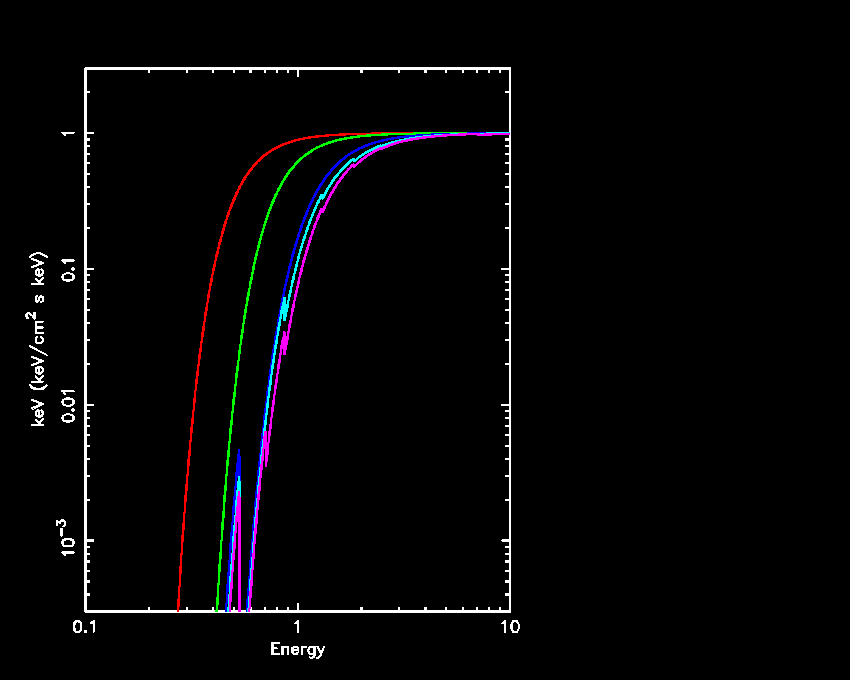 1
0.1
0.01
10⁻³
keV (keV/cm² s keV)
0.1 1 10
Energy